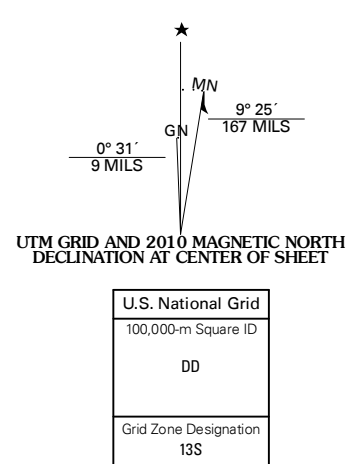 MN
9° 25´
167 MILS
GN
0° 31´
9 MILS
UTM GRID AND 2010 MAGNETIC NORTH
DECLINATION AT CENTER OF SHEET
U.S. National Grid
100,000-m Square ID
DD
Grid Zone Designation
13S